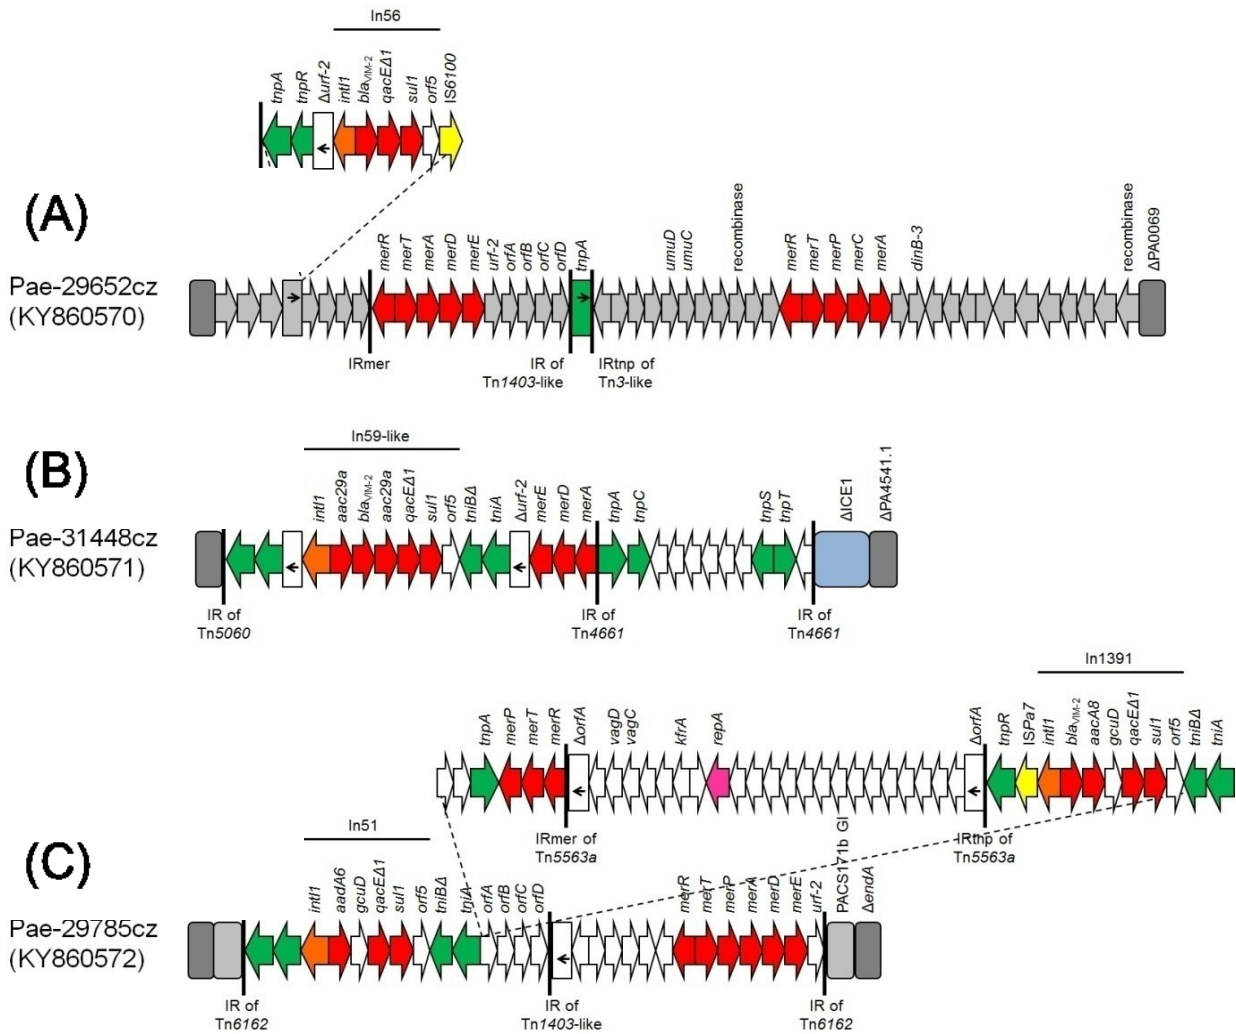 In56
tnpA tnpR Δurf-2 intI1 blaVIM-2 qacEΔ1 sul1 orf5 IS6100
(A)
Pae-29652cz
(KY860570)
merR merT merA merD merE urf-2 orfA orfB orfC orfD tnpA umuD umuC recombinase merR merT merP merC merA dinB-3 recombinase ΔPA0069
IRmer
IR of
Tn1403-like
IRtnp of
Tn3-like
In59-like
(B)
Pae-31448cz
(KY860571)
intI1 aac29a blaVIM-2 aac29a qacEΔ1 sul1 orf5 tniBΔ tniA Δurf-2 merE merD merA tnpA tnpC tnpS tnpT ΔICE1 ΔPA4541.1
IR of
Tn5060
IR of
Tn4661
IR of
Tn4661
In1391
tnpA merP merT merR ΔorfA vagD vagC kfrA repA ΔorfA tnpR ISPa7 intI1 blaVIM-2 aacA8 gcuD qacEΔ1 sul1 orf5 tniBΔ tniA
IRmer of
Tn5563a
IRtnp of
Tn5563a
In51
(C)
Pae-29785cz
(KY860572)
intI1 aadA6 gcuD qacEΔ1 sul1 orf5 tniBΔ tniA orfA orfB orfC orfD merR merT merP merA merD merE urf-2 PACS171b GI ΔendA
IR of
Tn6162
IR of
Tn1403-like
IR of
Tn6162